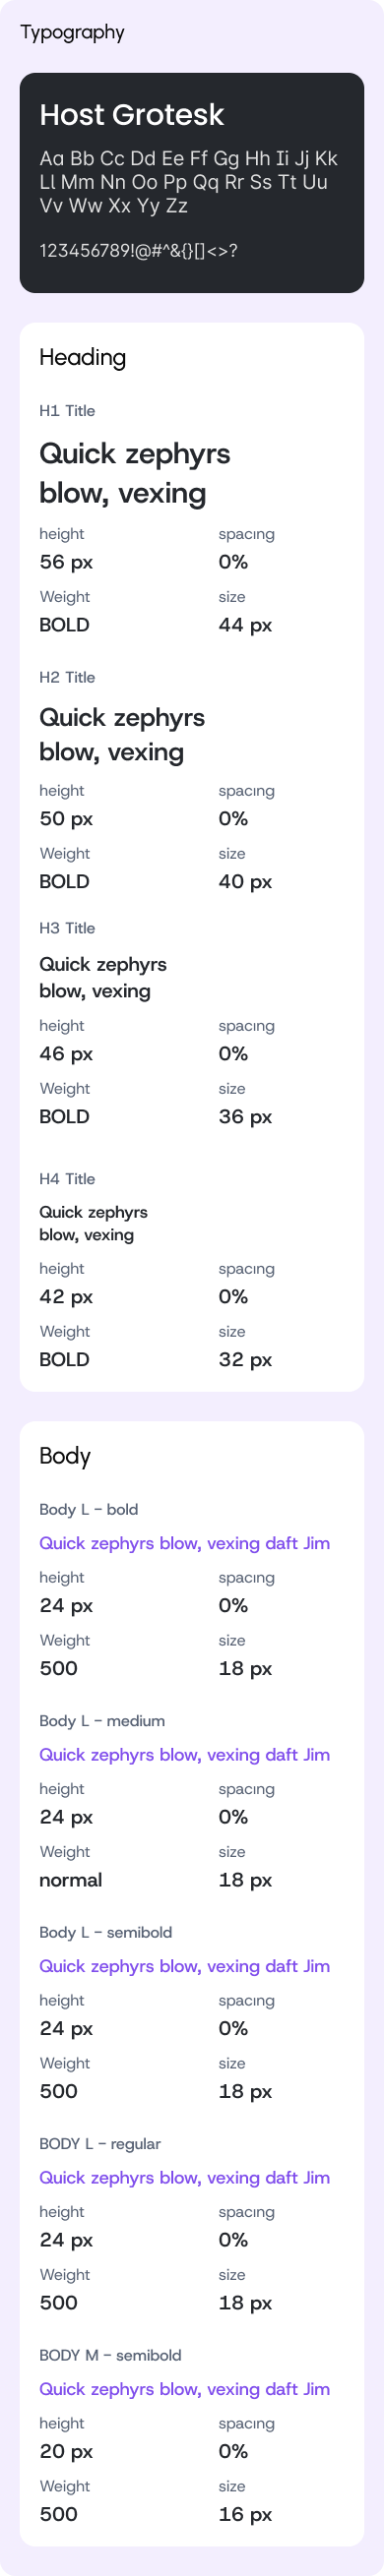 Typography
Host Grotesk
Aa Bb Cc Dd Ee Ff Gg Hh Ii Jj Kk
Ll Mm Nn Oo Pp Qq Rr Ss Tt Uu
Vv Ww Xx Yy Zz
123456789!@#^&{}[]<>?
Heading
H1 Title
Quick zephyrs
blow, vexing
height spacıng
56 px 0%
Weight size
BOLD 44 px
H2 Title
Quick zephyrs
blow, vexing
height spacıng
50 px 0%
Weight size
BOLD 40 px
H3 Title
Quick zephyrs
blow, vexing
height spacıng
46 px 0%
Weight size
BOLD 36 px
H4 Title
Quick zephyrs
blow, vexing
height spacıng
42 px 0%
Weight size
BOLD 32 px
Body
Body L - bold
Quick zephyrs blow, vexing daft Jim
height spacıng
24 px 0%
Weight size
500 18 px
Body L - medium
Quick zephyrs blow, vexing daft Jim
height spacıng
24 px 0%
Weight size
normal 18 px
Body L - semibold
Quick zephyrs blow, vexing daft Jim
height spacıng
24 px 0%
Weight size
500 18 px
BODY L - regular
Quick zephyrs blow, vexing daft Jim
height spacıng
24 px 0%
Weight size
500 18 px
BODY M - semibold
Quick zephyrs blow, vexing daft Jim
height spacıng
20 px 0%
Weight size
500 16 px